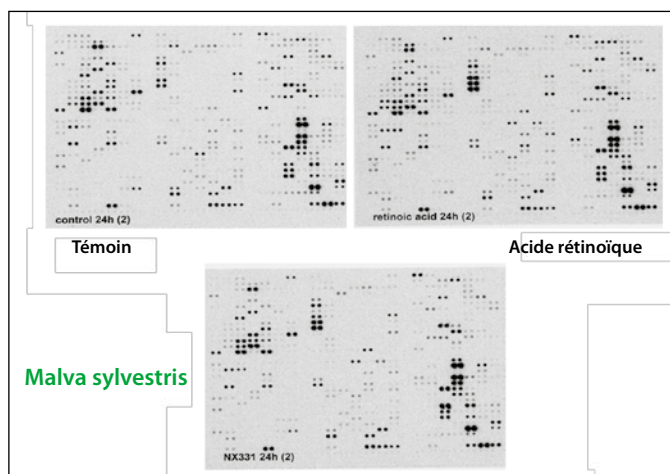 control 24h (2)
retinoic acid 24h (2)
Témoin
Acide rétinoïque
Malva sylvestris
NX331 24h (2)